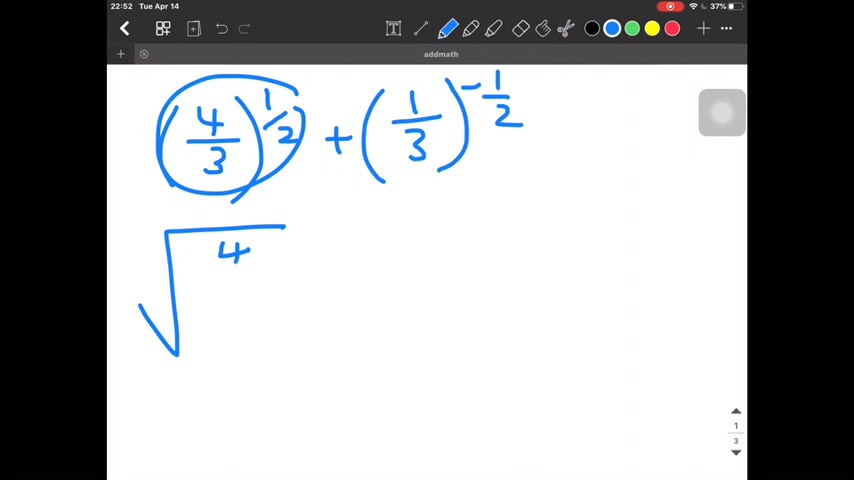 22:52 Tue Apr 14 37%
addmath
(4/3)^1/2 + (1/3)^-1/2
√4
1
3